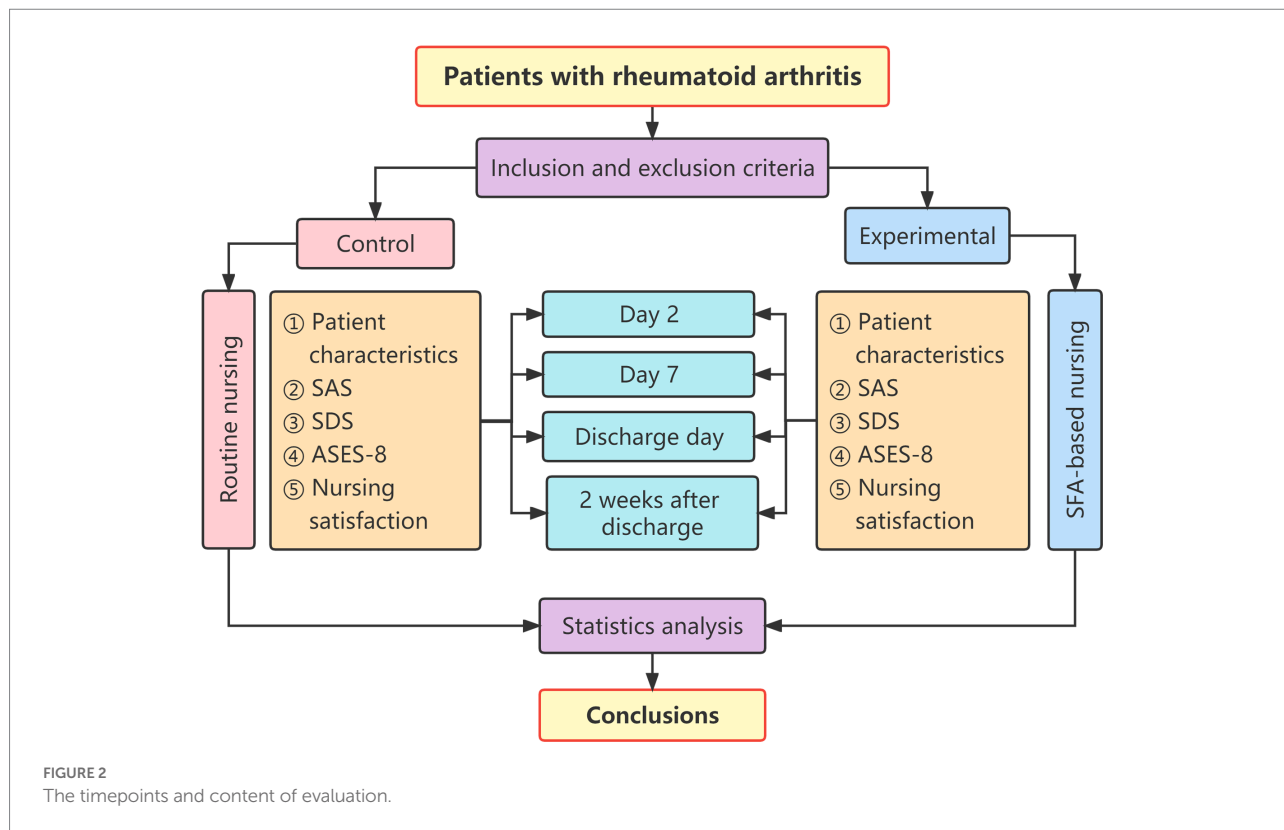 Patients with rheumatoid arthritis
Inclusion and exclusion criteria
Control
Experimental
Routine nursing
① Patient
characteristics
② SAS
③ SDS
④ ASES-8
⑤ Nursing
satisfaction
Day 2
Day 7
Discharge day
2 weeks after
discharge
① Patient
characteristics
② SAS
③ SDS
④ ASES-8
⑤ Nursing
satisfaction
SFA-based nursing
Statistics analysis
Conclusions
FIGURE 2
The timepoints and content of evaluation.